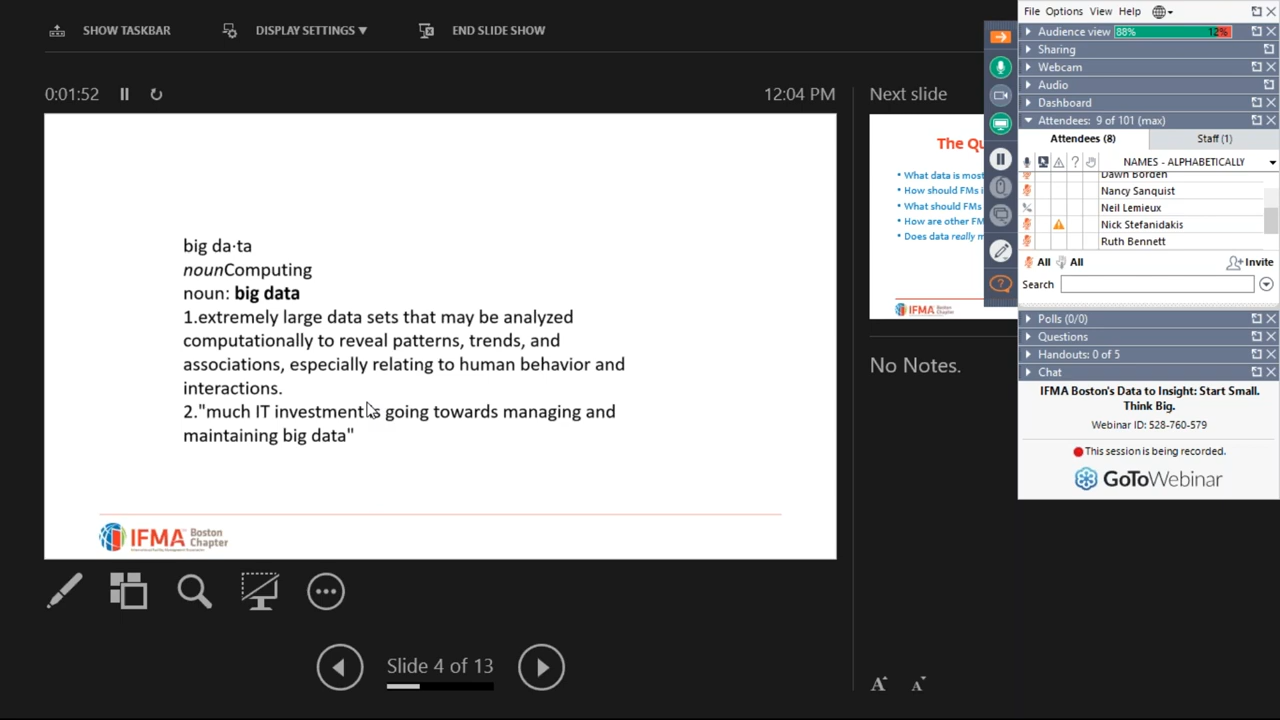 SHOW TASKBAR
DISPLAY SETTINGS ▼
END SLIDE SHOW
0:01:52
12:04 PM
big da·ta
nounComputing
noun: big data
1.extremely large data sets that may be analyzed
computationally to reveal patterns, trends, and
associations, especially relating to human behavior and
interactions.
2."much IT investment is going towards managing and
maintaining big data"
IFMA Boston
Chapter
Slide 4 of 13
Next slide
The Qu
• What data is most
• How should FMs i
• What should FMs
• How are other FM
• Does data really m
IFMA
No Notes.
A A
File Options View Help
Audience view 88% 12%
Sharing
Webcam
Audio
Dashboard
Attendees: 9 of 101 (max)
Attendees (8) Staff (1)
NAMES - ALPHABETICALLY
Dawn Borden
Nancy Sanquist
Neil Lemieux
Nick Stefanidakis
Ruth Bennett
All All Invite
Search
Polls (0/0)
Questions
Handouts: 0 of 5
Chat
IFMA Boston's Data to Insight: Start Small.
Think Big.
Webinar ID: 528-760-579
This session is being recorded.
GoToWebinar